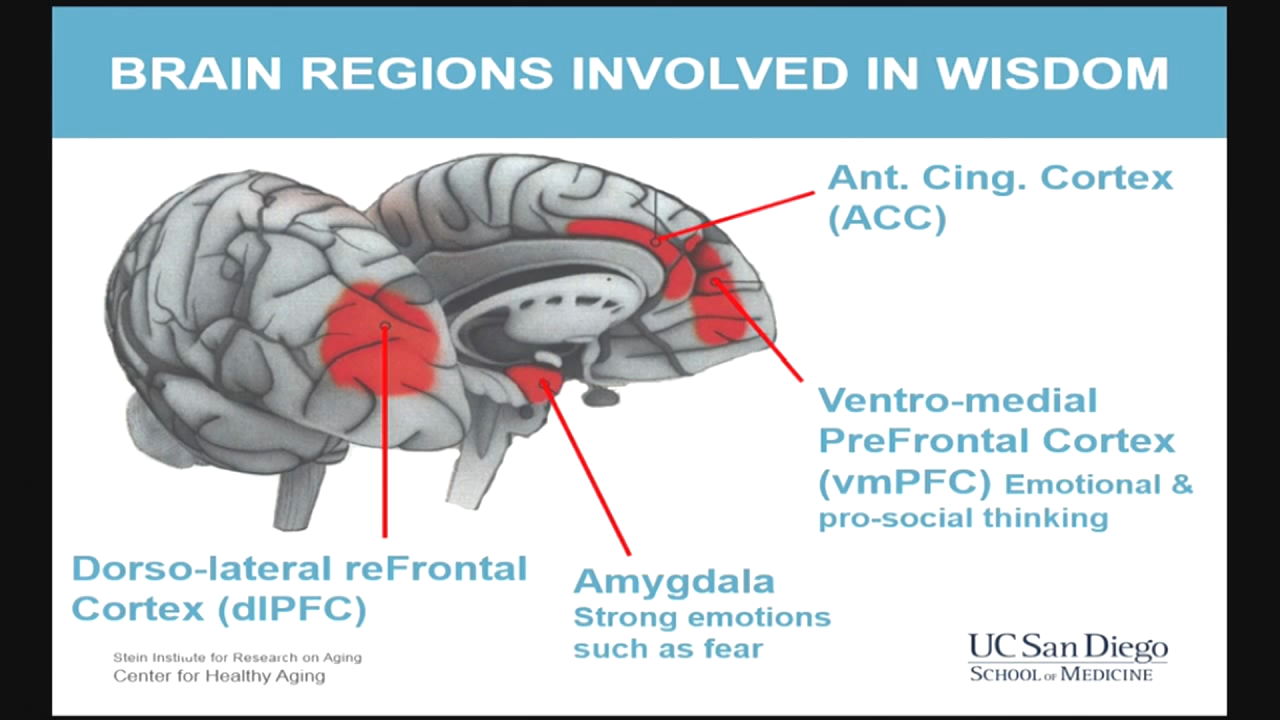 BRAIN REGIONS INVOLVED IN WISDOM
Ant. Cing. Cortex
(ACC)
Ventro-medial
PreFrontal Cortex
(vmPFC) Emotional &
pro-social thinking
Dorso-lateral reFrontal
Cortex (dlPFC)
Amygdala
Strong emotions
such as fear
Stein Institute for Research on Aging
Center for Healthy Aging
UC San Diego
SCHOOL OF MEDICINE